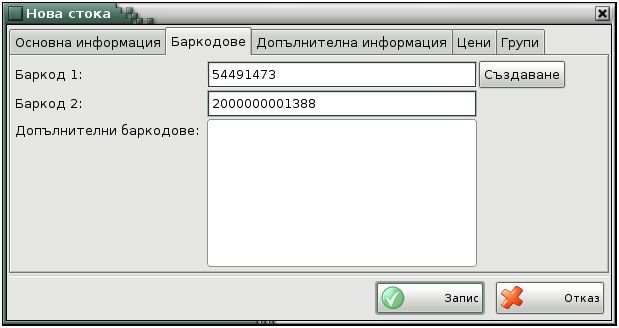 Нова стока
Основна информация Баркодове Допълнителна информация Цени Групи
Баркод 1: 54491473 Създаване
Баркод 2: 2000000001388
Допълнителни баркодове:
Запис Отказ